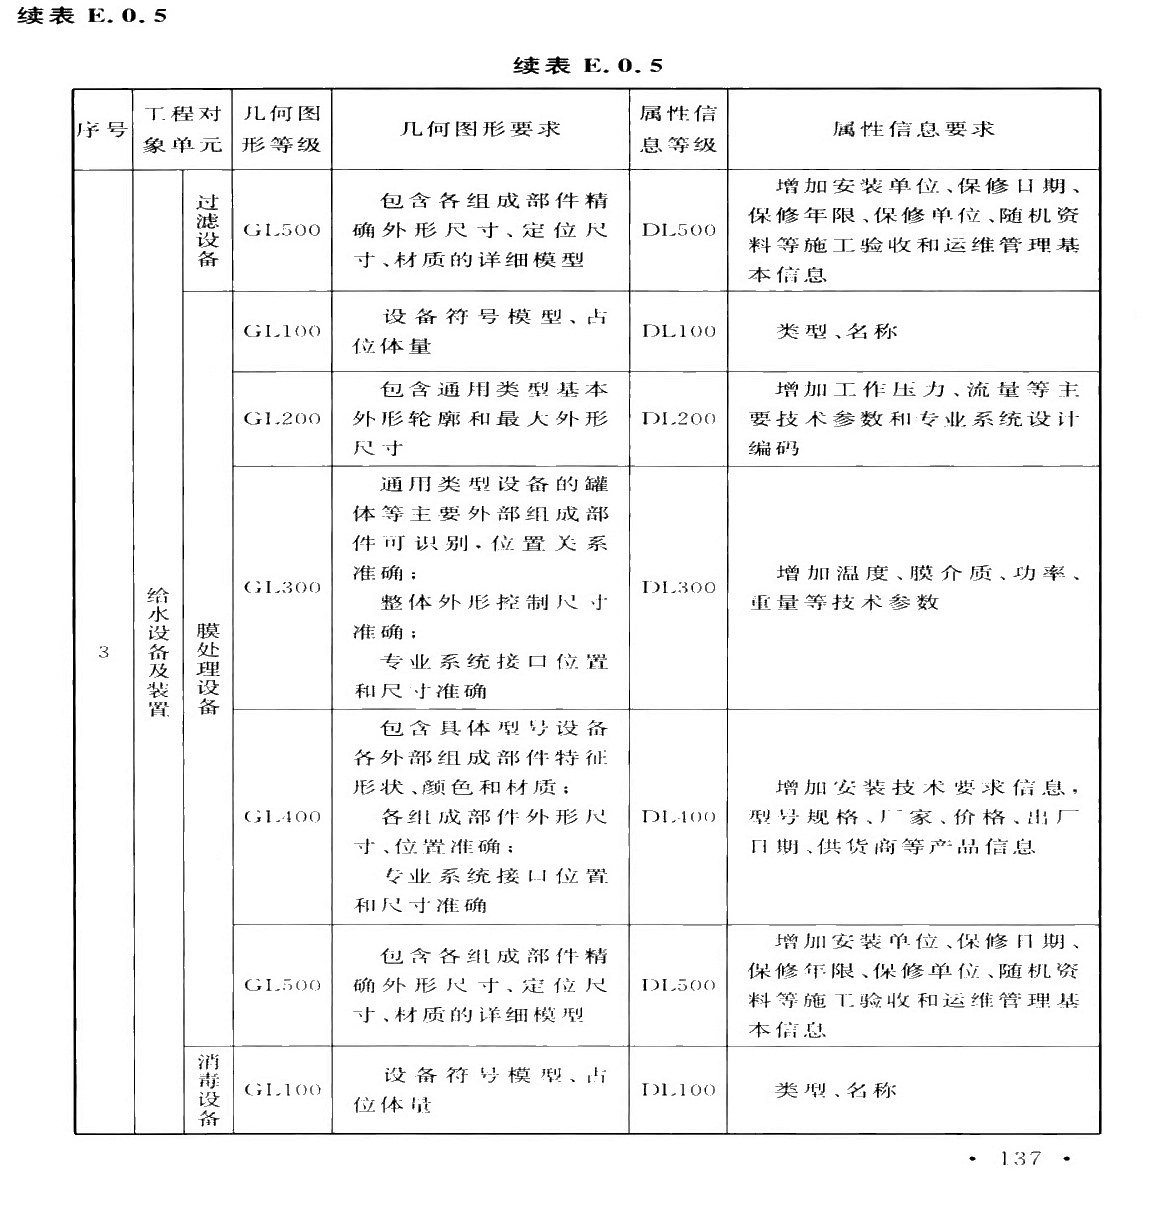 续表 E.0.5
续表 E.0.5
序号
工程对
象单元
几何图
形等级
几何图形要求
属性信
息等级
属性信息要求
3
给水设备及装置
过滤设备
GL500
包含各组成部件精
确外形尺寸、定位尺
寸、材质的详细模型
DL500
增加安装单位、保修日期、
保修年限、保修单位、随机资
料等施工验收和运维管理基
本信息
膜处理设备
GL100
设备符号模型、占
位体量
DL100
类型、名称
GL200
包含通用类型基本
外形轮廓和最大外形
尺寸
DL200
增加工作压力、流量等主
要技术参数和专业系统设计
编码
GL300
通用类型设备的罐
体等主要外部组成部
件可识别,位置关系
准确;
整体外形控制尺寸
准确;
专业系统接口位置
和尺寸准确
DL300
增加温度、膜介质、功率、
重量等技术参数
GL400
包含具体型号设备
各外部组成部件特征
形状、颜色和材质;
各组成部件外形尺
寸、位置准确;
专业系统接口位置
和尺寸准确
DL400
增加安装技术要求信息,
型号规格、厂家、价格、出厂
日期、供货商等产品信息
GL500
包含各组成部件精
确外形尺寸、定位尺
寸、材质的详细模型
DL500
增加安装单位、保修日期、
保修年限、保修单位、随机资
料等施工验收和运维管理基
本信息
消毒设备
GL100
设备符号模型、占
位体量
DL100
类型、名称
· 137 ·